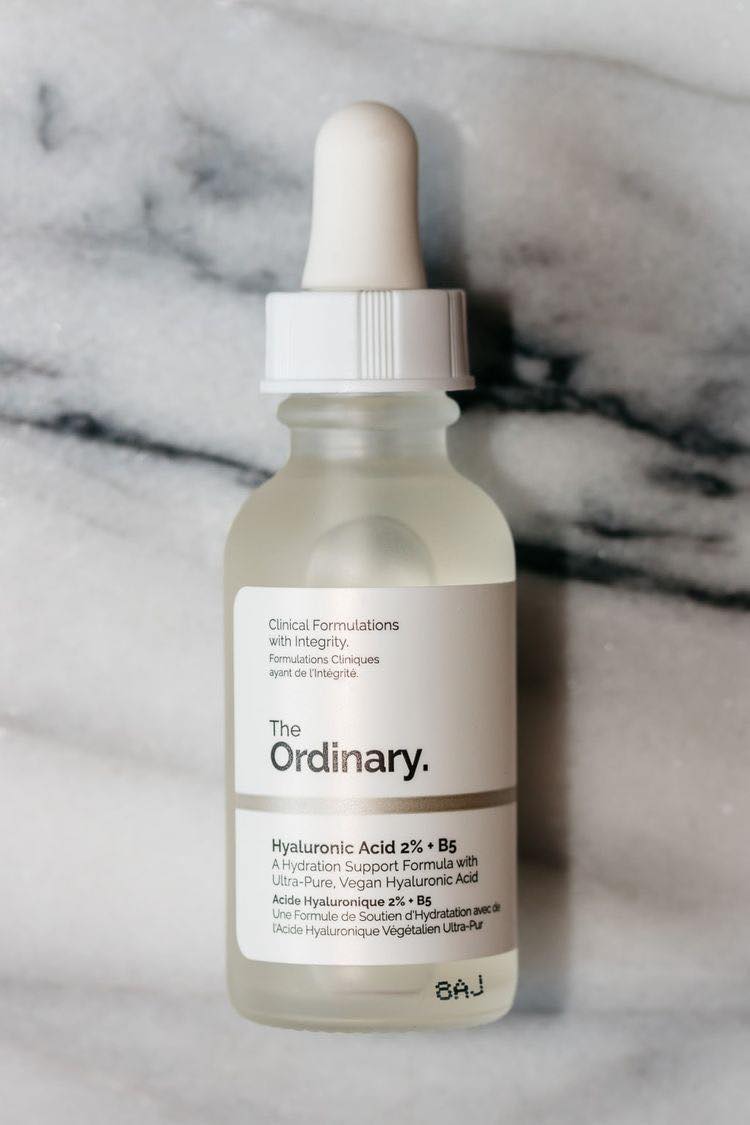 Clinical Formulations
with Integrity.
Formulations Cliniques
ayant de l'Intégrité.
The
Ordinary.
Hyaluronic Acid 2% + B5
A Hydration Support Formula with
Ultra-Pure, Vegan Hyaluronic Acid
Acide Hyaluronique 2% + B5
Une Formule de Soutien d'Hydratation avec de
l'Acide Hyaluronique Végétalien Ultra-Pur
8AJ